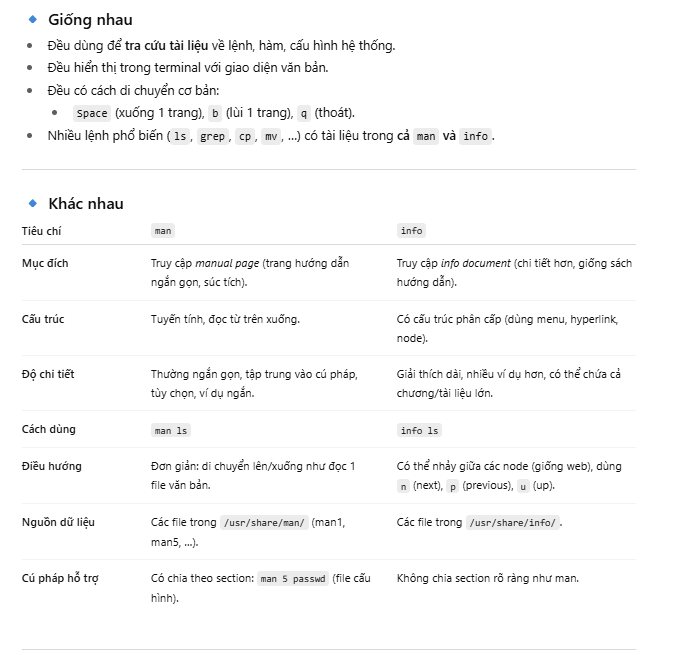 Giống nhau
Đều dùng để tra cứu tài liệu về lệnh, hàm, cấu hình hệ thống.
Đều hiển thị trong terminal với giao diện văn bản.
Đều có cách di chuyển cơ bản:
Space (xuống 1 trang), b (lùi 1 trang), q (thoát).
Nhiều lệnh phổ biến ( ls , grep , cp , mv , ...) có tài liệu trong cả man và info .
Khác nhau
Tiêu chí man info
Mục đích Truy cập manual page (trang hướng dẫn Truy cập info document (chi tiết hơn, giống sách
ngắn gọn, súc tích). hướng dẫn).
Cấu trúc Tuyến tính, đọc từ trên xuống. Có cấu trúc phân cấp (dùng menu, hyperlink,
node).
Độ chi tiết Thường ngắn gọn, tập trung vào cú pháp, Giải thích dài, nhiều ví dụ hơn, có thể chứa cả
tùy chọn, ví dụ ngắn. chương/tài liệu lớn.
Cách dùng man ls info ls
Điều hướng Đơn giản: di chuyển lên/xuống như đọc 1 Có thể nhảy giữa các node (giống web), dùng
file văn bản. n (next), p (previous), u (up).
Nguồn dữ liệu Các file trong /usr/share/man/ (man1, Các file trong /usr/share/info/ .
man5, ...).
Cú pháp hỗ trợ Có chia theo section: man 5 passwd (file cấu Không chia section rõ ràng như man.
hình).